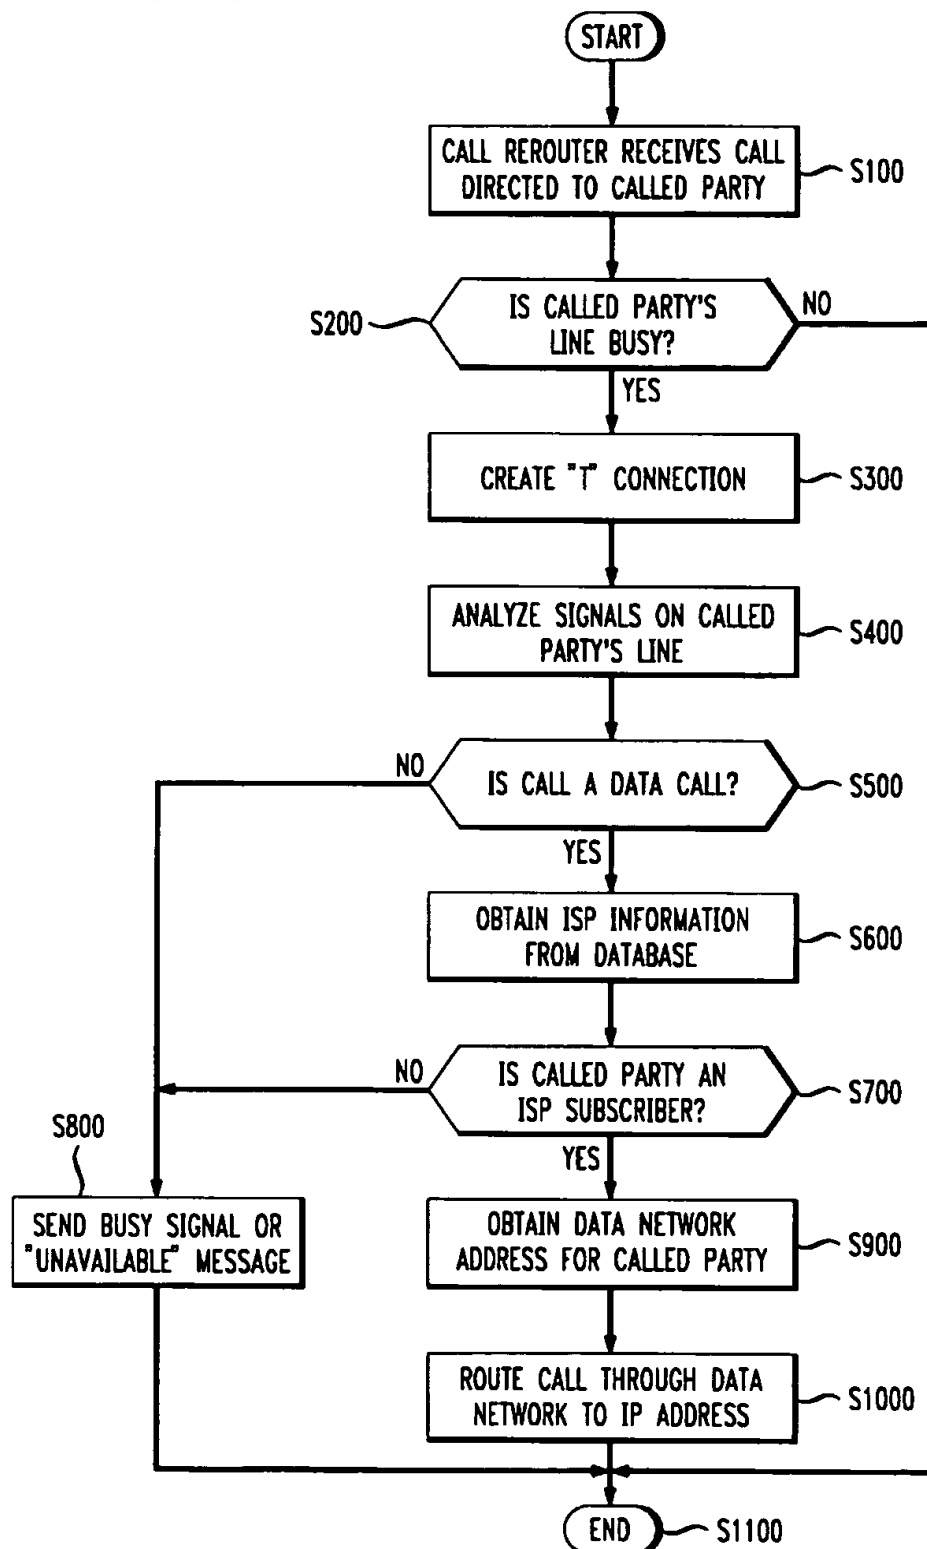 START
CALL REROUTER RECEIVES CALL
DIRECTED TO CALLED PARTY
S100
IS CALLED PARTY'S
LINE BUSY?
S200
NO
YES
CREATE "T" CONNECTION
S300
ANALYZE SIGNALS ON CALLED
PARTY'S LINE
S400
NO
IS CALL A DATA CALL?
S500
YES
OBTAIN ISP INFORMATION
FROM DATABASE
S600
NO
IS CALLED PARTY AN
ISP SUBSCRIBER?
S700
YES
S800
SEND BUSY SIGNAL OR
"UNAVAILABLE" MESSAGE
OBTAIN DATA NETWORK
ADDRESS FOR CALLED PARTY
S900
ROUTE CALL THROUGH DATA
NETWORK TO IP ADDRESS
S1000
END
S1100